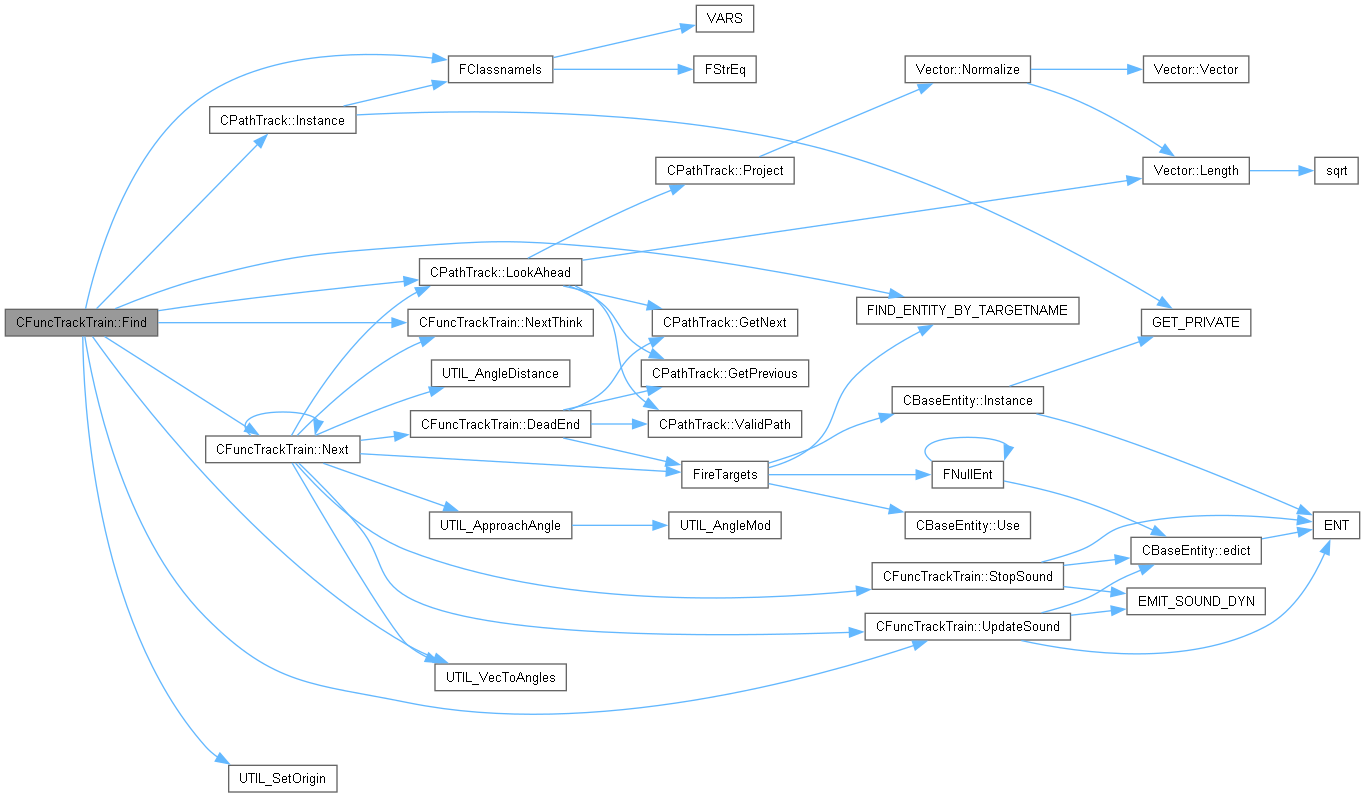 VARS
FClassnameIs
FStrEq
Vector::Normalize
Vector::Vector
CPathTrack::Instance
CPathTrack::Project
Vector::Length
sqrt
CPathTrack::LookAhead
FIND_ENTITY_BY_TARGETNAME
CFuncTrackTrain::Find
CFuncTrackTrain::NextThink
CPathTrack::GetNext
GET_PRIVATE
UTIL_AngleDistance
CPathTrack::GetPrevious
CBaseEntity::Instance
CFuncTrackTrain::DeadEnd
CPathTrack::ValidPath
CFuncTrackTrain::Next
FireTargets
FNullEnt
UTIL_ApproachAngle
UTIL_AngleMod
CBaseEntity::Use
ENT
CBaseEntity::edict
CFuncTrackTrain::StopSound
EMIT_SOUND_DYN
CFuncTrackTrain::UpdateSound
UTIL_VecToAngles
UTIL_SetOrigin